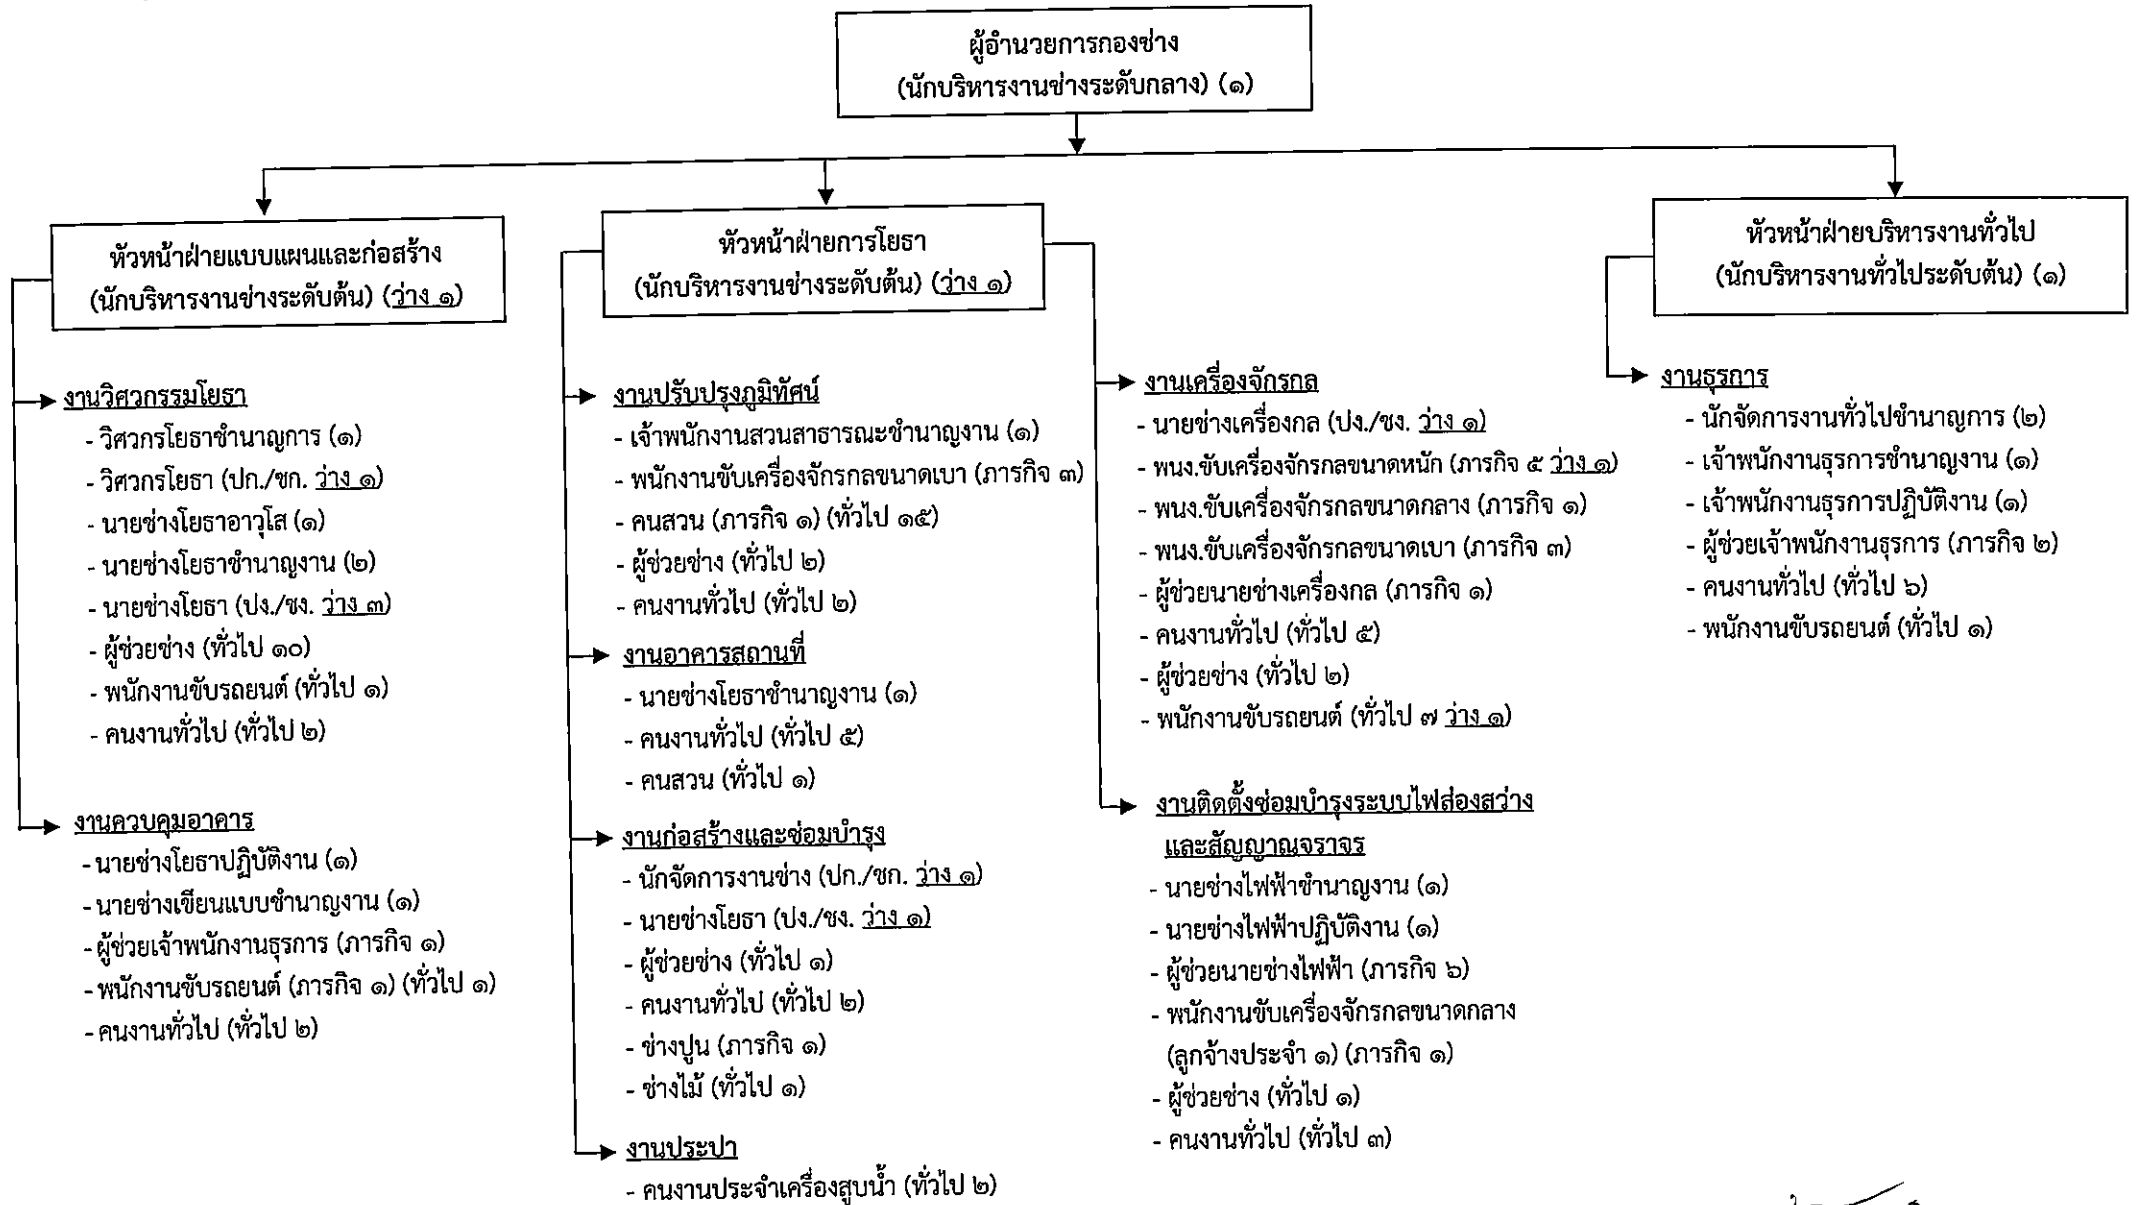 ผู้อำนวยการกองช่าง
(นักบริหารงานช่างระดับกลาง) (๑)
หัวหน้าฝ่ายแบบแผนและก่อสร้าง
(นักบริหารงานช่างระดับต้น) (ว่าง ๑)
งานวิศวกรรมโยธา
- วิศวกรโยธาชำนาญการ (๑)
- วิศวกรโยธา (ปก./ชก. ว่าง ๑)
- นายช่างโยธาอาวุโส (๑)
- นายช่างโยธาชำนาญงาน (๒)
- นายช่างโยธา (ปง./ชง. ว่าง ๓)
- ผู้ช่วยช่าง (ทั่วไป ๑๐)
- พนักงานขับรถยนต์ (ทั่วไป ๑)
- คนงานทั่วไป (ทั่วไป ๒)
งานควบคุมอาคาร
- นายช่างโยธาปฏิบัติงาน (๑)
- นายช่างเขียนแบบชำนาญงาน (๑)
- ผู้ช่วยเจ้าพนักงานธุรการ (ภารกิจ ๑)
- พนักงานขับรถยนต์ (ภารกิจ ๑) (ทั่วไป ๑)
- คนงานทั่วไป (ทั่วไป ๒)
หัวหน้าฝ่ายการโยธา
(นักบริหารงานช่างระดับต้น) (ว่าง ๑)
งานปรับปรุงภูมิทัศน์
- เจ้าพนักงานสวนสาธารณะชำนาญงาน (๑)
- พนักงานขับเครื่องจักรกลขนาดเบา (ภารกิจ ๓)
- คนสวน (ภารกิจ ๑) (ทั่วไป ๑๕)
- ผู้ช่วยช่าง (ทั่วไป ๒)
- คนงานทั่วไป (ทั่วไป ๒)
งานอาคารสถานที่
- นายช่างโยธาชำนาญงาน (๑)
- คนงานทั่วไป (ทั่วไป ๕)
- คนสวน (ทั่วไป ๑)
งานก่อสร้างและซ่อมบำรุง
- นักจัดการงานช่าง (ปก./ชก. ว่าง ๑)
- นายช่างโยธา (ปง./ชง. ว่าง ๑)
- ผู้ช่วยช่าง (ทั่วไป ๑)
- คนงานทั่วไป (ทั่วไป ๒)
- ช่างปูน (ภารกิจ ๑)
- ช่างไม้ (ทั่วไป ๑)
งานประปา
- คนงานประจำเครื่องสูบน้ำ (ทั่วไป ๒)
งานเครื่องจักรกล
- นายช่างเครื่องกล (ปง./ชง. ว่าง ๑)
- พนง.ขับเครื่องจักรกลขนาดหนัก (ภารกิจ ๕ ว่าง ๑)
- พนง.ขับเครื่องจักรกลขนาดกลาง (ภารกิจ ๑)
- พนง.ขับเครื่องจักรกลขนาดเบา (ภารกิจ ๓)
- ผู้ช่วยนายช่างเครื่องกล (ภารกิจ ๑)
- คนงานทั่วไป (ทั่วไป ๕)
- ผู้ช่วยช่าง (ทั่วไป ๒)
- พนักงานขับรถยนต์ (ทั่วไป ๗ ว่าง ๑)
งานติดตั้งซ่อมบำรุงระบบไฟส่องสว่าง
และสัญญาณจราจร
- นายช่างไฟฟ้าชำนาญงาน (๑)
- นายช่างไฟฟ้าปฏิบัติงาน (๑)
- ผู้ช่วยนายช่างไฟฟ้า (ภารกิจ ๖)
- พนักงานขับเครื่องจักรกลขนาดกลาง
(ลูกจ้างประจำ ๑) (ภารกิจ ๑)
- ผู้ช่วยช่าง (ทั่วไป ๑)
- คนงานทั่วไป (ทั่วไป ๓)
หัวหน้าฝ่ายบริหารงานทั่วไป
(นักบริหารงานทั่วไประดับต้น) (๑)
งานธุรการ
- นักจัดการงานทั่วไปชำนาญการ (๒)
- เจ้าพนักงานธุรการชำนาญงาน (๑)
- เจ้าพนักงานธุรการปฏิบัติงาน (๑)
- ผู้ช่วยเจ้าพนักงานธุรการ (ภารกิจ ๒)
- คนงานทั่วไป (ทั่วไป ๖)
- พนักงานขับรถยนต์ (ทั่วไป ๑)